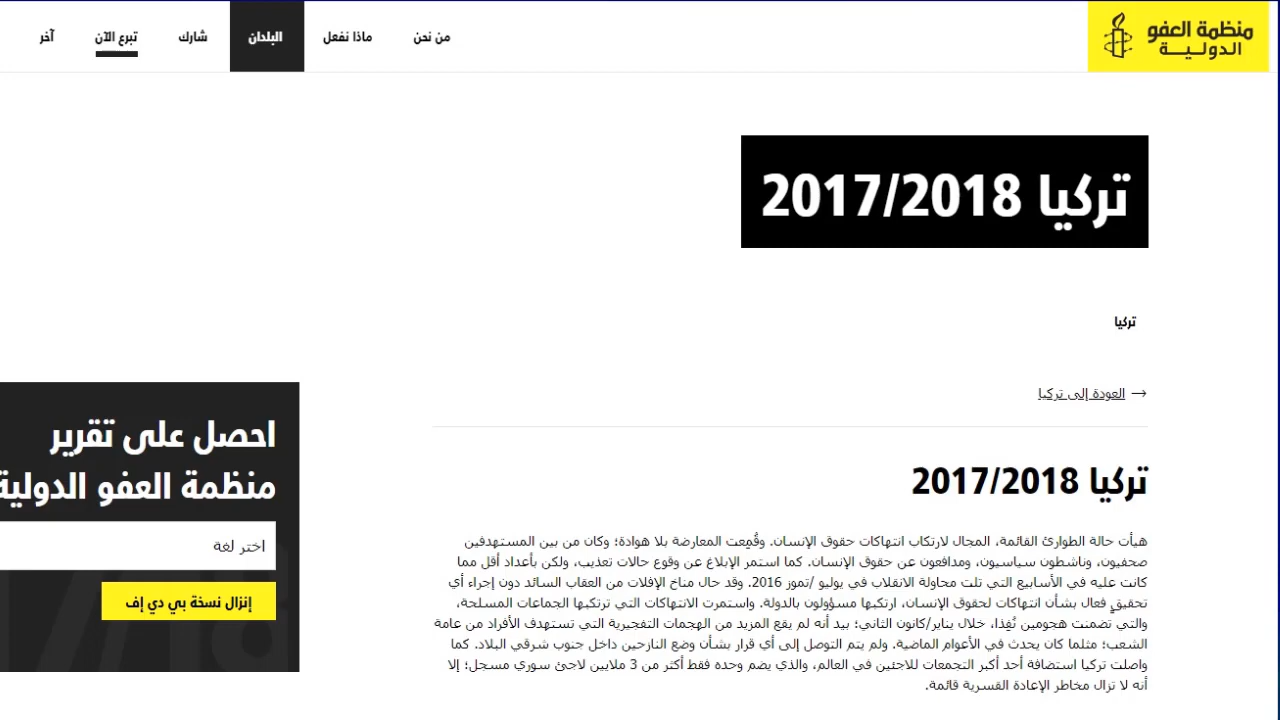 منظمة العفو
الدولية
من نحن
ماذا نفعل
البلدان
شارك
تبرع الآن
آخر
تركيا 2017/2018
تركيا
→ العودة إلى تركيا
تركيا 2017/2018
هيأت حالة الطوارئ القائمة، المجال لارتكاب انتهاكات حقوق الإنسان. وقُمِعت المعارضة بلا هوادة؛ وكان من بين المستهدفين
صحفيون، وناشطون سياسيون، ومدافعون عن حقوق الإنسان. كما استمر الإبلاغ عن وقوع حالات تعذيب، ولكن بأعداد أقل مما
كانت عليه في الأسابيع التي تلت محاولة الانقلاب في يوليو /تموز 2016. وقد حال مناخ الإفلات من العقاب السائد دون إجراء أي
تحقيقٍ فعال بشأن انتهاكات لحقوق الإنسان، ارتكبها مسؤولون بالدولة. واستمرت الانتهاكات التي ترتكبها الجماعات المسلحة،
والتي تضمنت هجومين نُفِذا، خلال يناير/كانون الثاني؛ بيد أنه لم يقع المزيد من الهجمات التفجيرية التي تستهدف الأفراد من عامة
الشعب؛ مثلما كان يحدث في الأعوام الماضية. ولم يتم التوصل إلى أي قرار بشأن وضع النازحين داخل جنوب شرقي البلاد. كما
واصلت تركيا استضافة أحد أكبر التجمعات للاجئين في العالم، والذي يضم وحدة فقط أكثر من 3 ملايين لاجئ سوري مسجل؛ إلا
أنه لا تزال مخاطر الإعادة القسرية قائمة.
احصل على تقرير
منظمة العفو الدولية
اختر لغة
إنزال نسخة بي دي إف